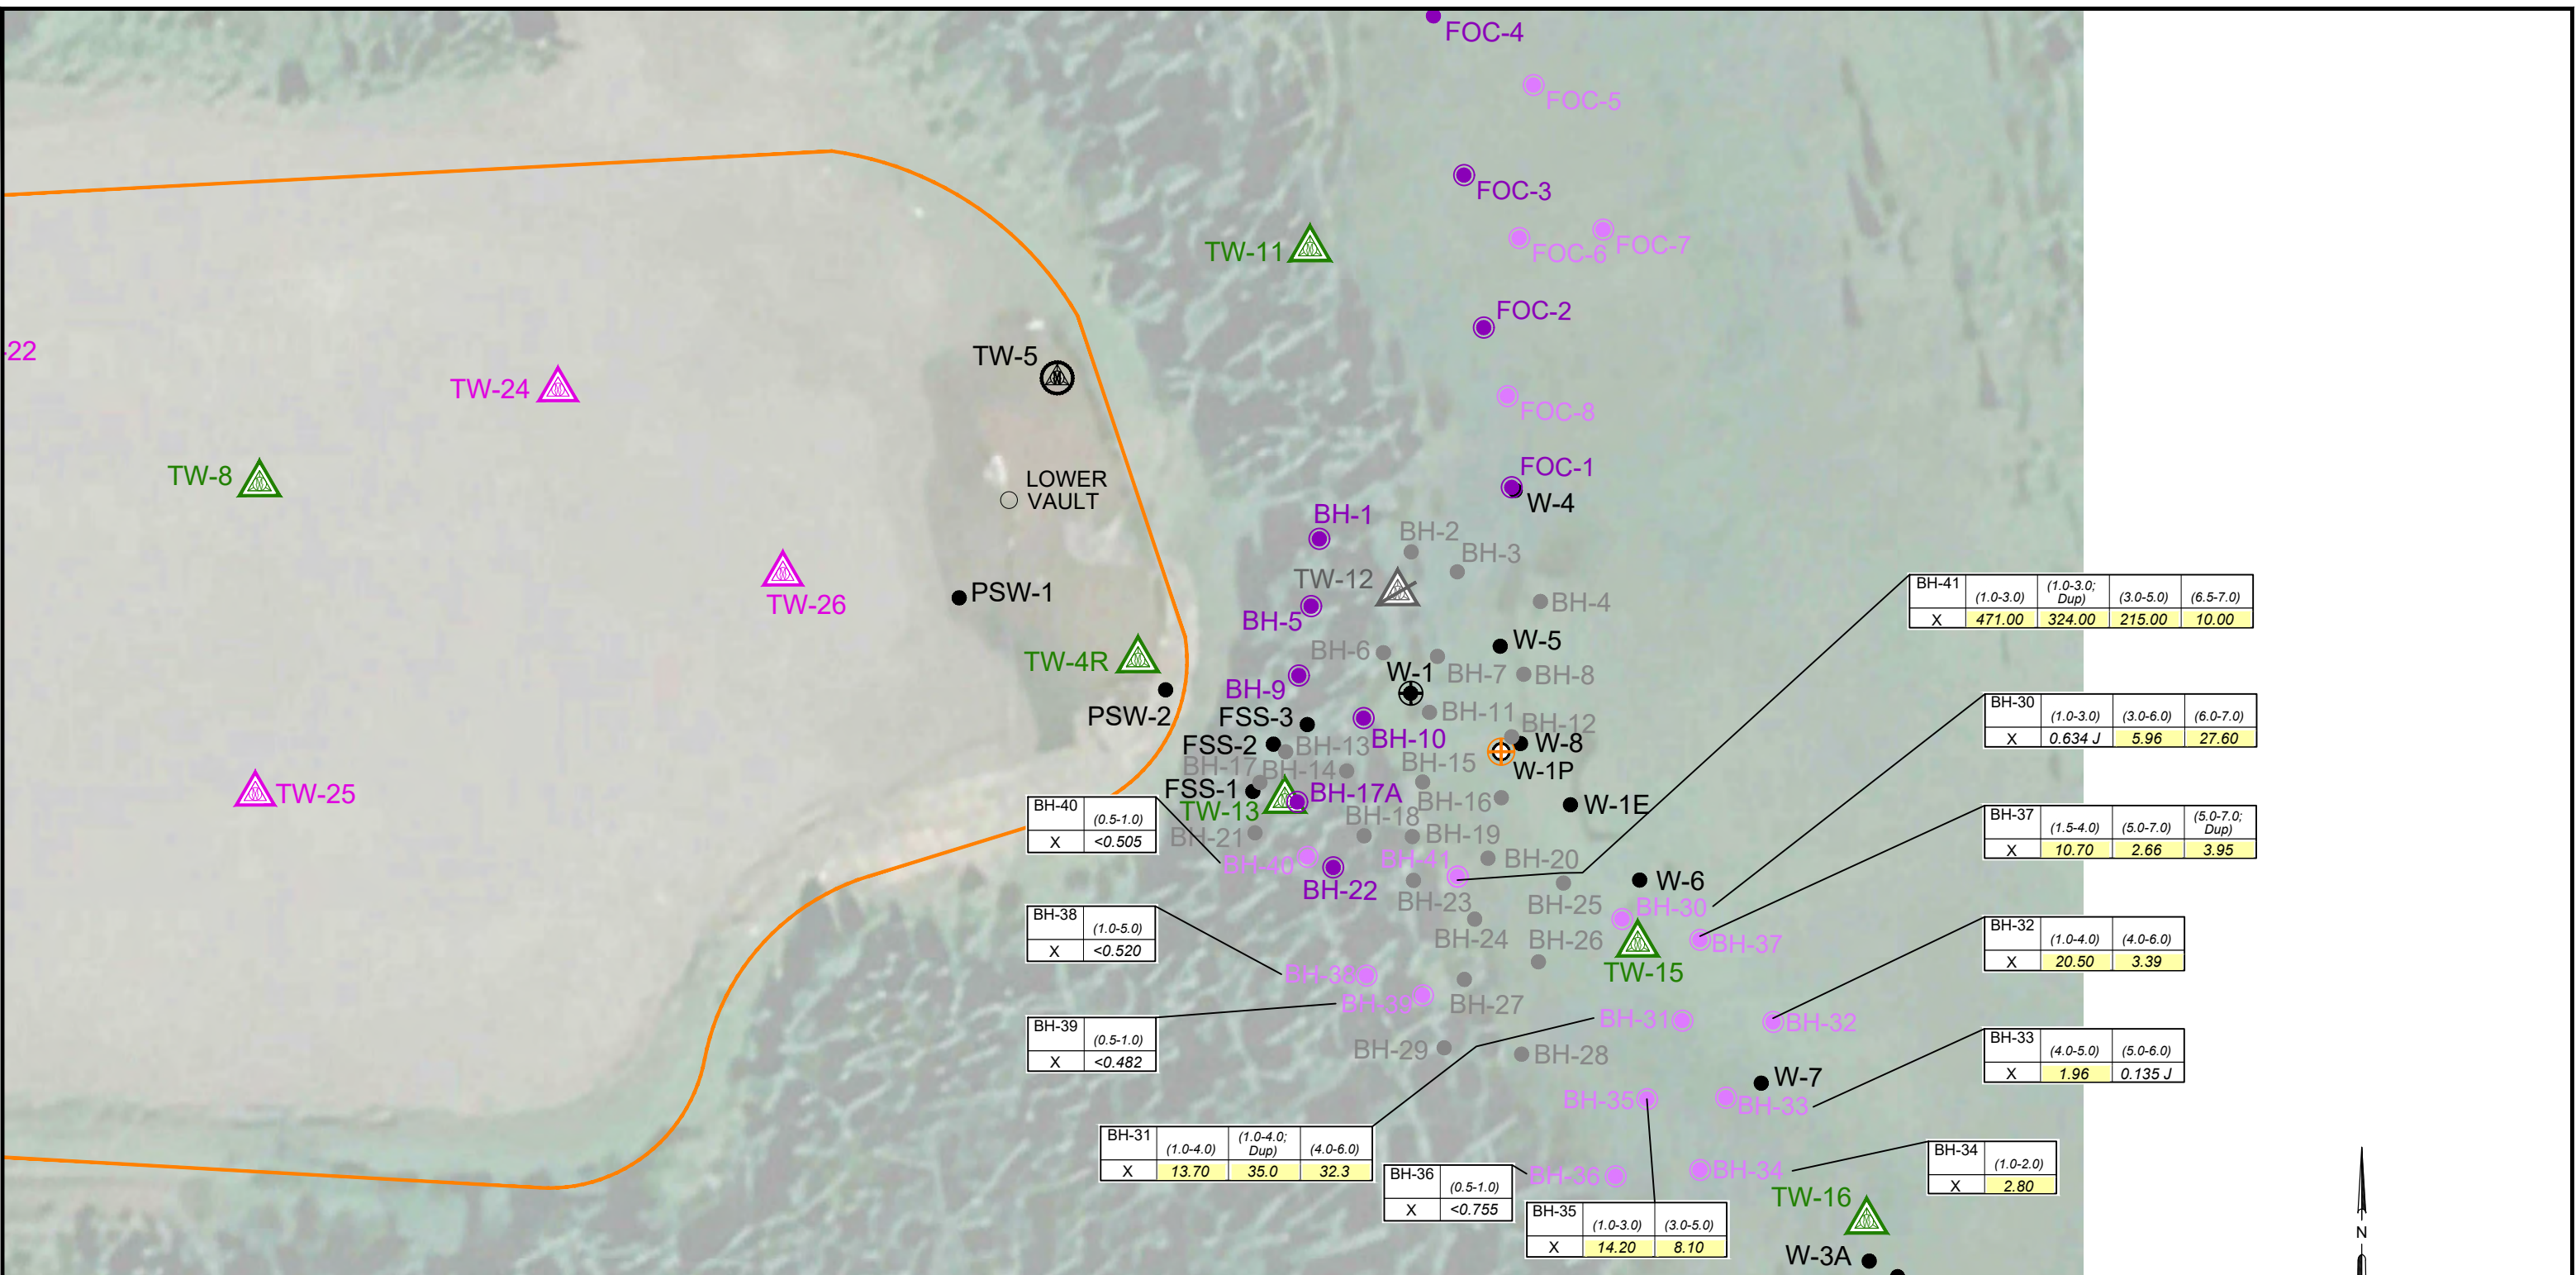 FOC-4
FOC-5
FOC-3
FOC-6
FOC-7
TW-11
FOC-2
-22
TW-5
TW-24
FOC-8
TW-8
LOWER
VAULT
FOC-1
W-4
BH-1
BH-2
BH-3
TW-12
PSW-1
TW-26
BH-4
BH-5
BH-41 (1.0-3.0) (1.0-3.0; Dup) (3.0-5.0) (6.5-7.0)
X 471.00 324.00 215.00 10.00
W-5
BH-6
TW-4R
W-1
BH-7
BH-8
BH-9
PSW-2
FSS-3
BH-11
BH-12
BH-10
FSS-2
BH-13
W-8
BH-30 (1.0-3.0) (3.0-6.0) (6.0-7.0)
X 0.634 J 5.96 27.60
BH-17
BH-14
BH-15
W-1P
FSS-1
TW-25
BH-17A
BH-16
W-1E
TW-13
BH-18
BH-40 (0.5-1.0)
X <0.505
BH-21
BH-19
BH-37 (1.5-4.0) (5.0-7.0) (5.0-7.0; Dup)
X 10.70 2.66 3.95
BH-40
BH-41
BH-20
BH-22
W-6
BH-23
BH-25
BH-30
BH-38 (1.0-5.0)
X <0.520
BH-24
BH-26
BH-37
BH-32 (1.0-4.0) (4.0-6.0)
X 20.50 3.39
TW-15
BH-38
BH-39
BH-27
BH-39 (0.5-1.0)
X <0.482
BH-31
BH-32
BH-29
BH-28
BH-33 (4.0-5.0) (5.0-6.0)
X 1.96 0.135 J
W-7
BH-35
BH-33
BH-31 (1.0-4.0) (1.0-4.0; Dup) (4.0-6.0)
X 13.70 35.0 32.3
BH-36 (0.5-1.0)
X <0.755
BH-36
BH-34
BH-34 (1.0-2.0)
X 2.80
TW-16
BH-35 (1.0-3.0) (3.0-5.0)
X 14.20 8.10
W-3A
N